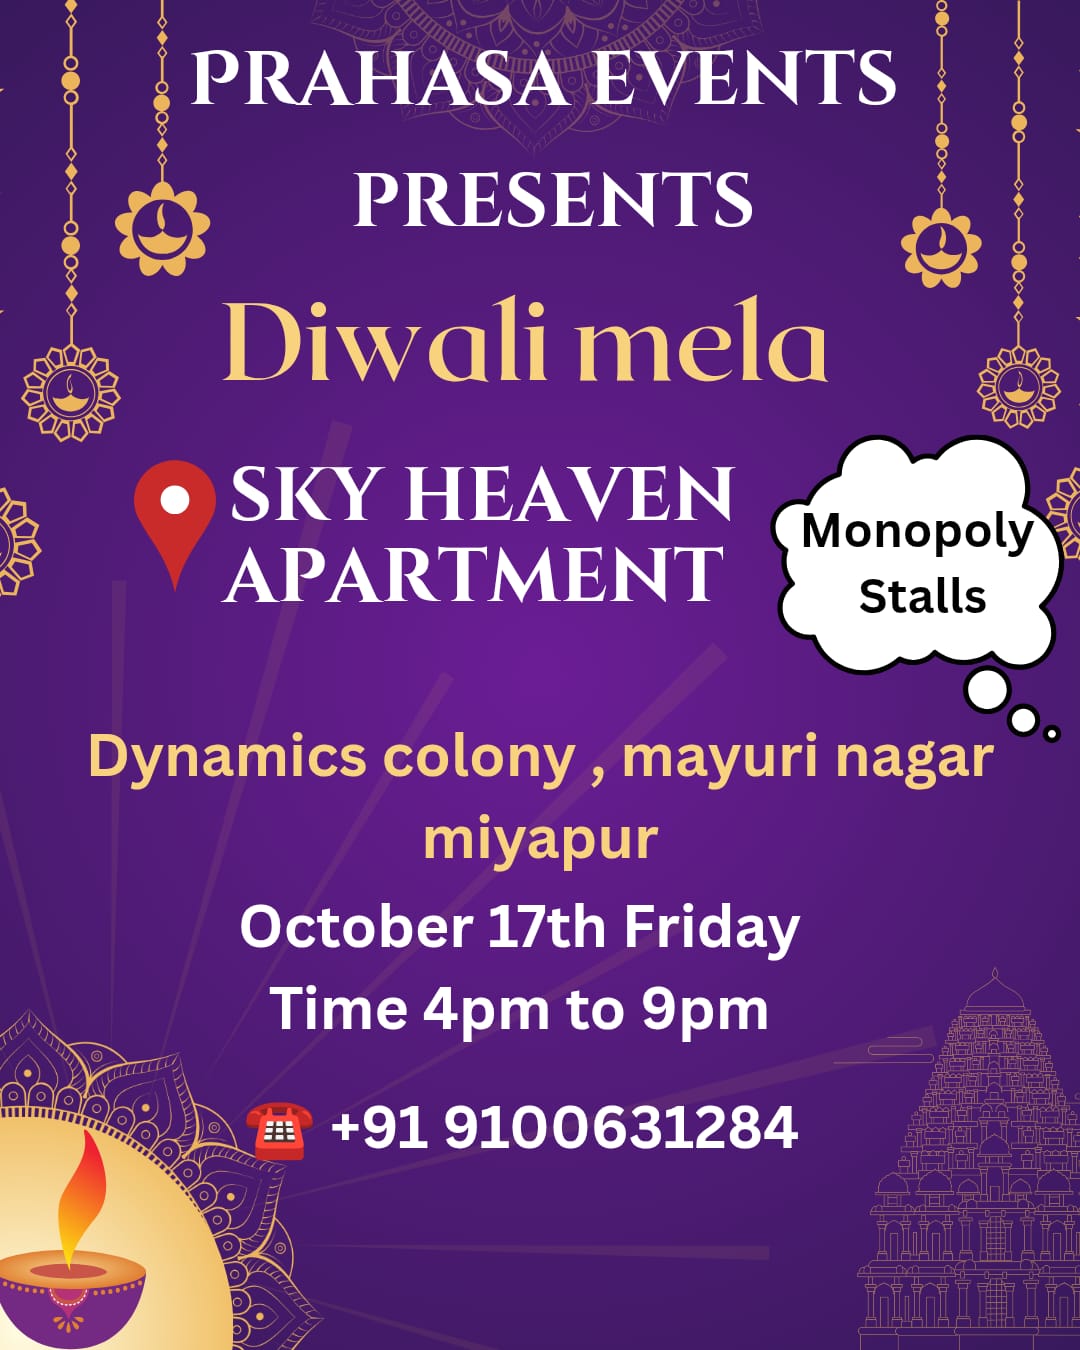 PRAHASA EVENTS
PRESENTS
Diwali mela
SKY HEAVEN
APARTMENT
Monopoly
Stalls
Dynamics colony , mayuri nagar
miyapur
October 17th Friday
Time 4pm to 9pm
+91 9100631284